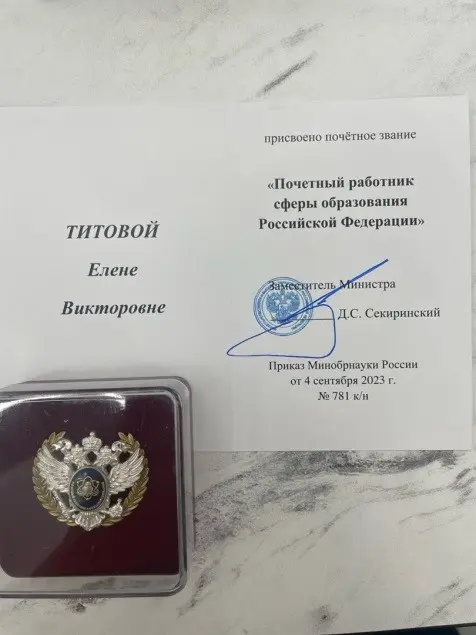 ТИТОВОЙ
Елене
Викторовне
присвоено почётное звание
«Почетный работник
сферы образования
Российской Федерации»
Заместитель Министра
Д.С. Секиринский
Приказ Минобрнауки России
от 4 сентября 2023 г.
№ 781 к/н